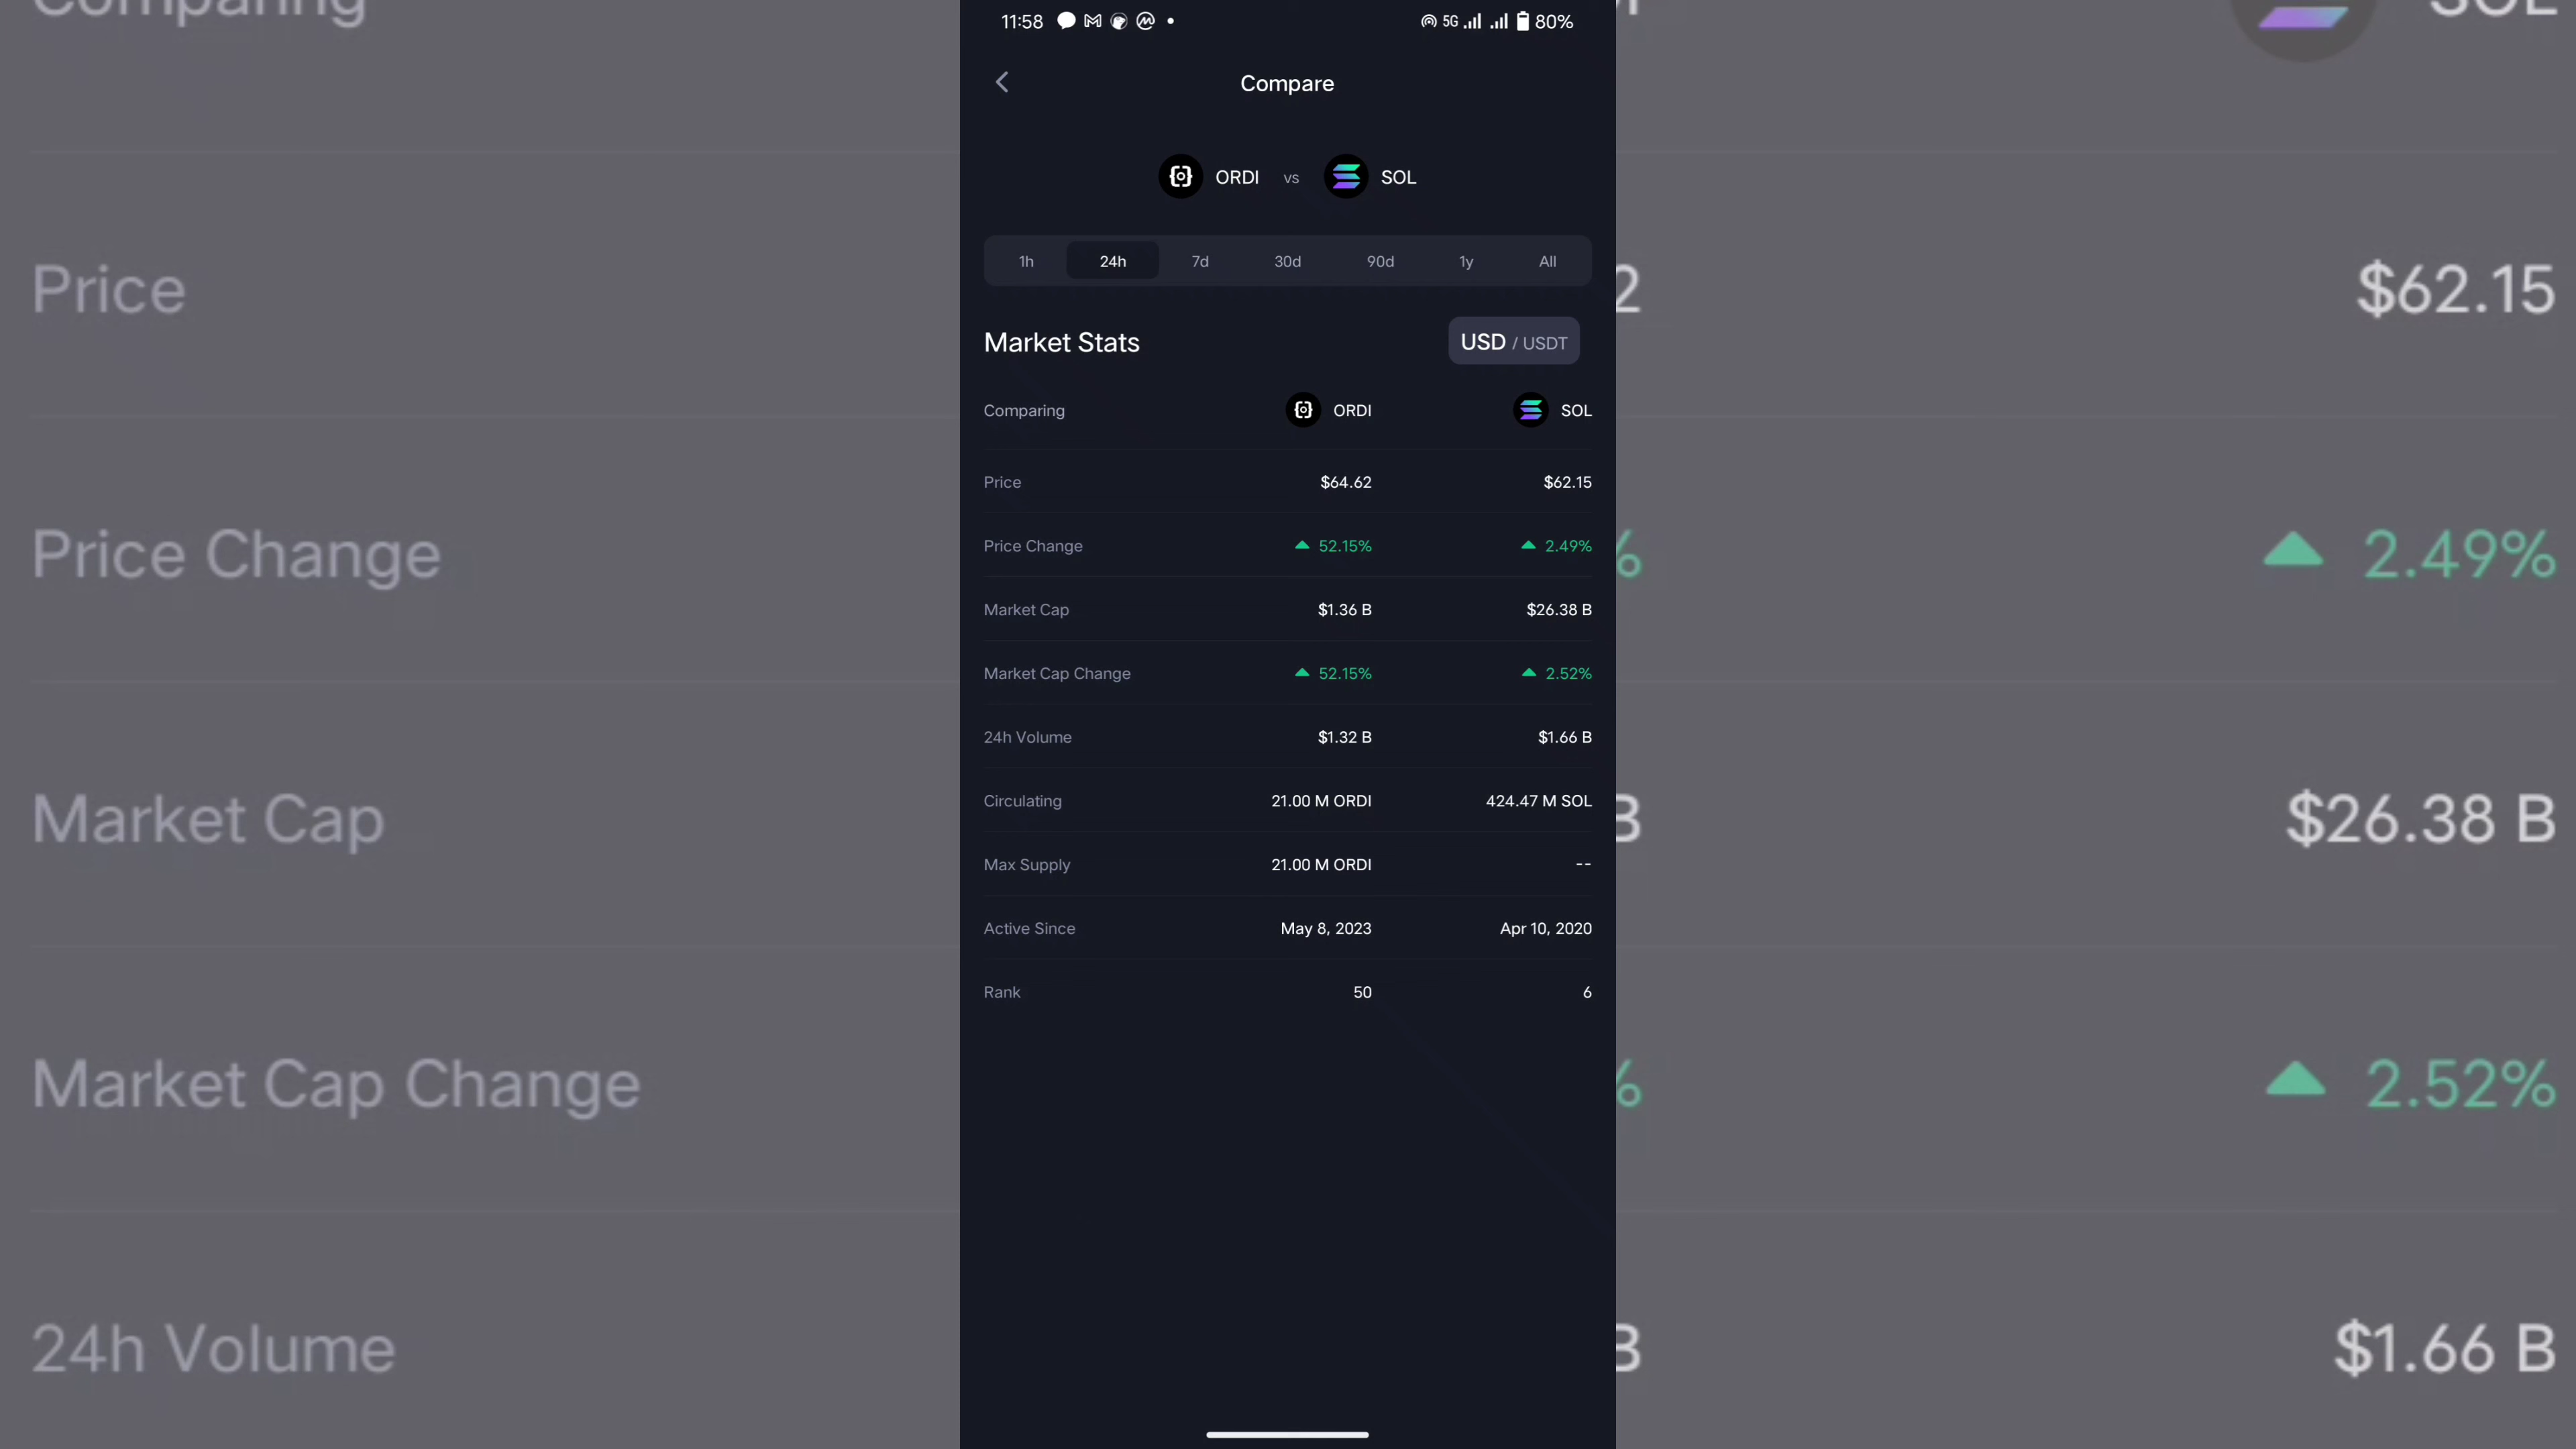 11:58 5G 80%
Compare
ORDI vs SOL
1h 24h 7d 30d 90d 1y All
Market Stats USD / USDT
Comparing ORDI SOL
Price $64.62 $62.15
Price Change 52.15% 2.49%
Market Cap $1.36 B $26.38 B
Market Cap Change 52.15% 2.52%
24h Volume $1.32 B $1.66 B
Circulating 21.00 M ORDI 424.47 M SOL
Max Supply 21.00 M ORDI --
Active Since May 8, 2023 Apr 10, 2020
Rank 50 6
Comparing SOL
Price 2 $62.15
Price Change % 2.49%
Market Cap B $26.38 B
Market Cap Change % 2.52%
24h Volume B $1.66 B